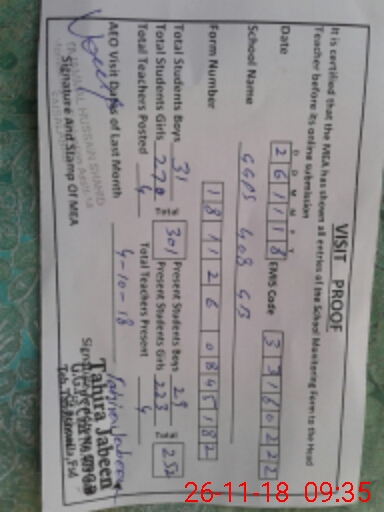 VISIT PROOF
It is certified that the MEA has shown all entries of the School Monitoring Form to the Head
Teacher before its online submission
D D M M Y Y
Date 2 6 1 1 1 8 EMIS Code 3 3 1 8 0 2 2 2
School Name GGPS 408 GB
Form Number 1 8 1 1 2 6 0 8 4 5 1 8 2
Total Students Boys 31 Present Students Boys 29
Total Students Girls 270 Total 301 Present Students Girls 223 Total 252
Total Teachers Posted 4 Total Teachers Present 4
AEO Visit Date of Last Month 4-10-18
HUSSAIN SHAHID
Signature And Stamp Of MEA
Tahira Jabeen
26-11-18 09:35